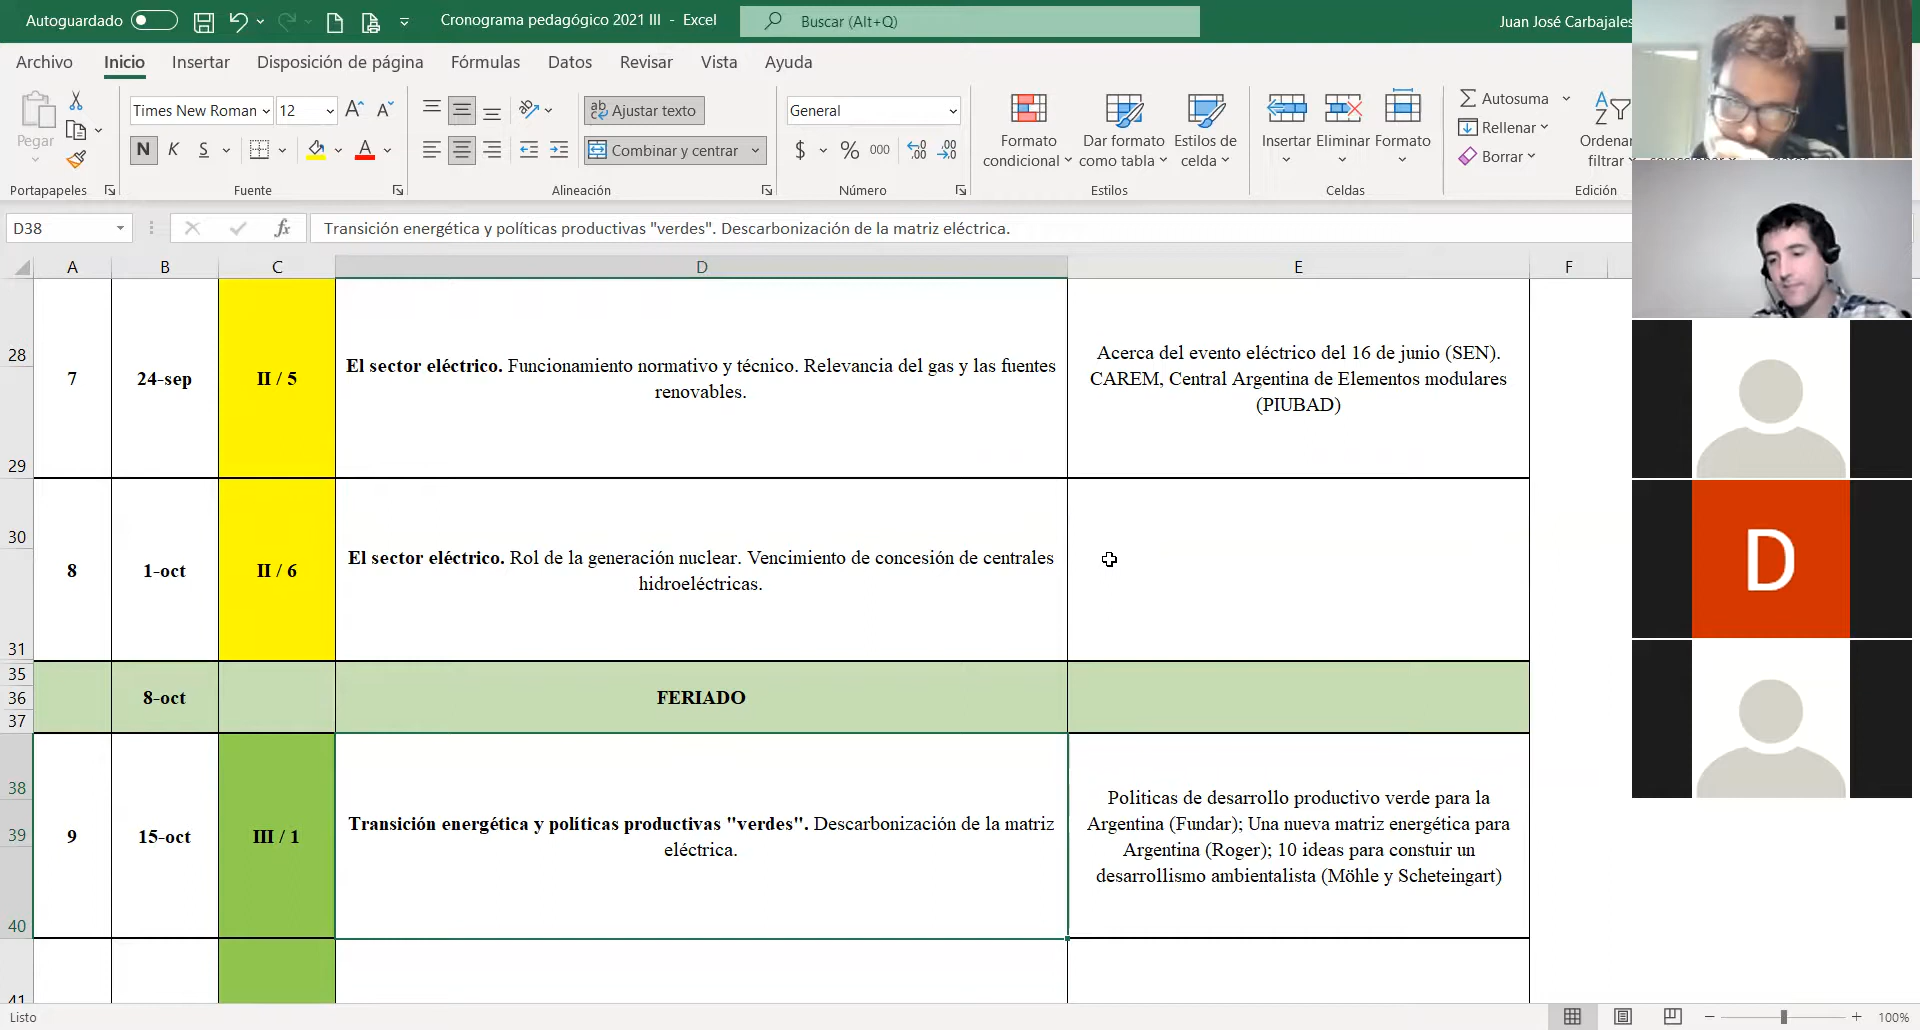 Autoguardado
Cronograma pedagógico 2021 III - Excel
Buscar (Alt+Q)
Juan José Carbajales
Archivo Inicio Insertar Disposición de página Fórmulas Datos Revisar Vista Ayuda
Pegar
Portapapeles
Times New Roman 12
N K S
Fuente
Ajustar texto
Combinar y centrar
Alineación
General
$ % 000
Número
Formato condicional
Dar formato como tabla
Estilos de celda
Estilos
Insertar Eliminar Formato
Celdas
Autosuma
Rellenar
Borrar
Ordenar
filtrar
Edición
D38
fx
Transición energética y políticas productivas "verdes". Descarbonización de la matriz eléctrica.
A B C D E F
28
29
7
24-sep
II / 5
El sector eléctrico. Funcionamiento normativo y técnico. Relevancia del gas y las fuentes
renovables.
Acerca del evento eléctrico del 16 de junio (SEN).
CAREM, Central Argentina de Elementos modulares
(PIUBAD)
30
31
8
1-oct
II / 6
El sector eléctrico. Rol de la generación nuclear. Vencimiento de concesión de centrales
hidroeléctricas.
D
35
36
37
8-oct
FERIADO
38
39
40
9
15-oct
III / 1
Transición energética y políticas productivas "verdes". Descarbonización de la matriz
eléctrica.
Politicas de desarrollo productivo verde para la
Argentina (Fundar); Una nueva matriz energética para
Argentina (Roger); 10 ideas para constuir un
desarrollismo ambientalista (Möhle y Scheteingart)
41
Listo
100%